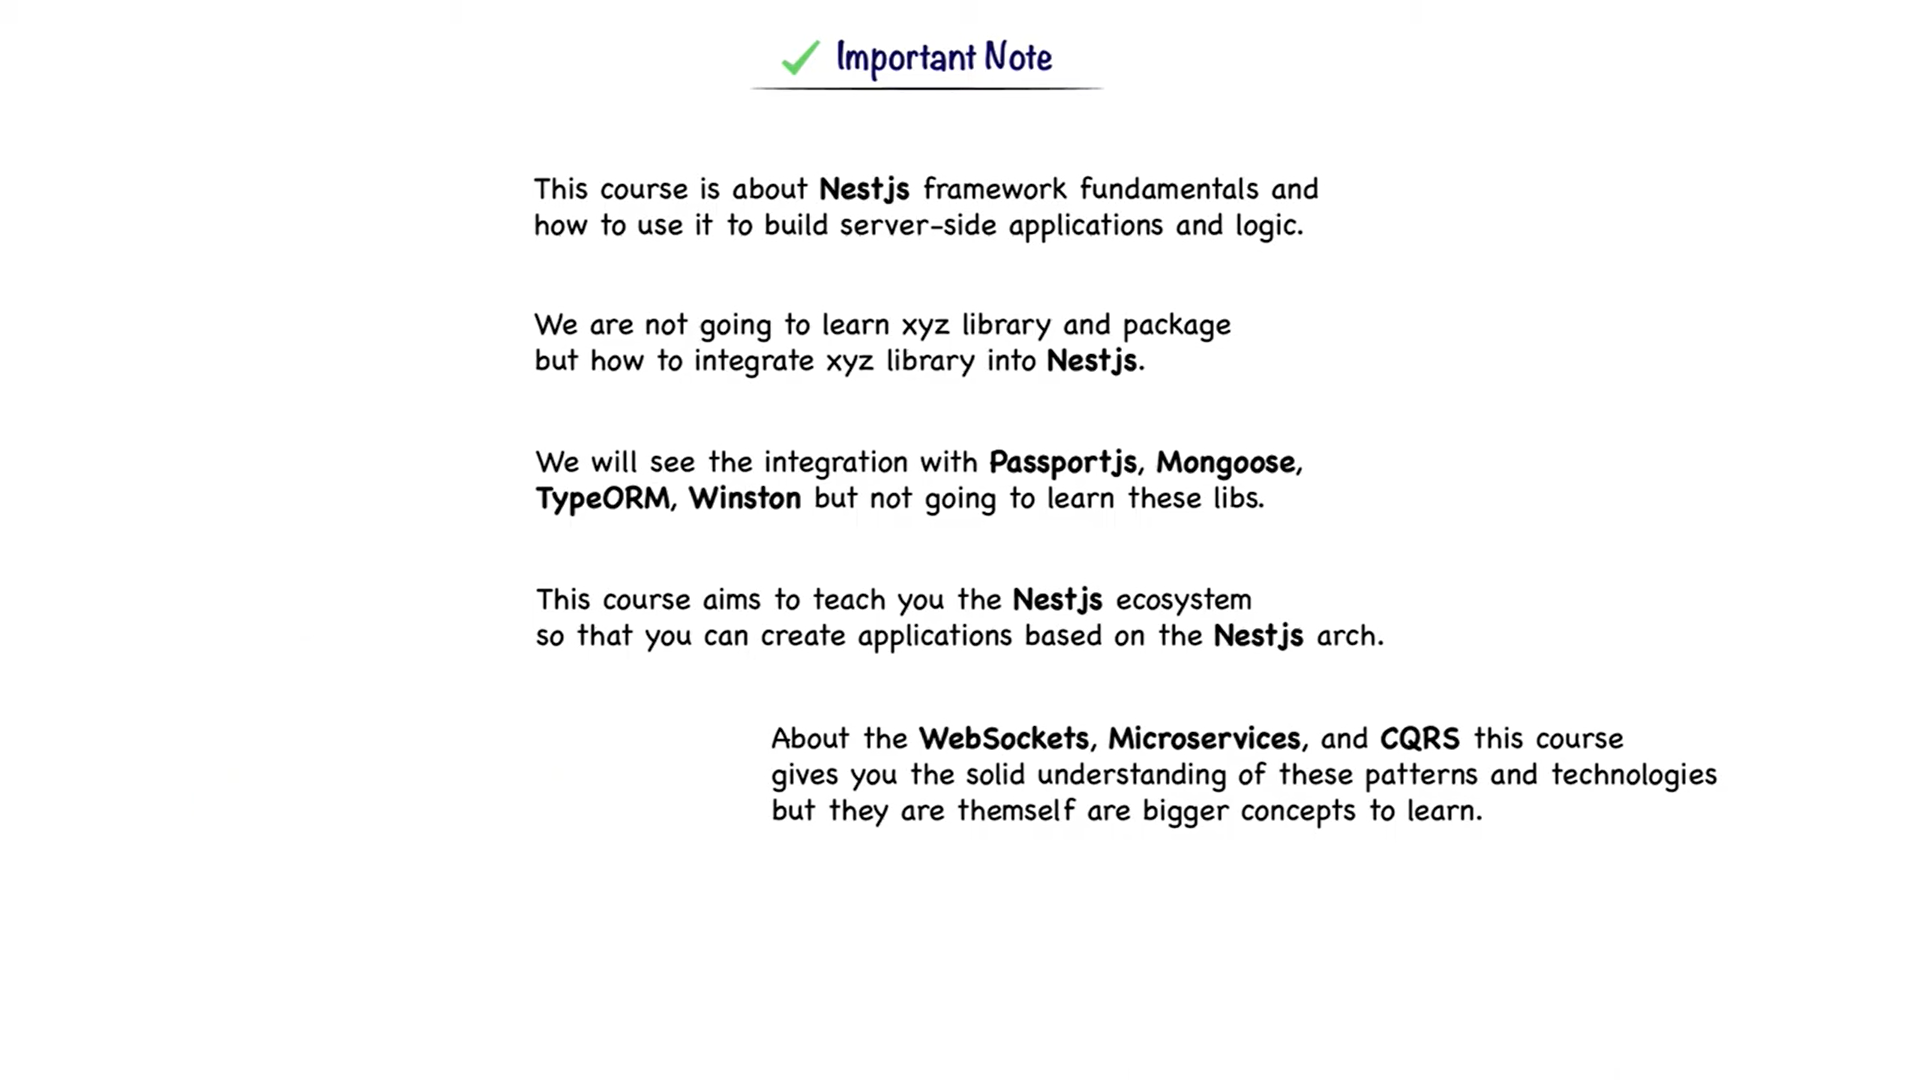 Important Note
This course is about Nestjs framework fundamentals and
how to use it to build server-side applications and logic.
We are not going to learn xyz library and package
but how to integrate xyz library into Nestjs.
We will see the integration with Passportjs, Mongoose,
TypeORM, Winston but not going to learn these libs.
This course aims to teach you the Nestjs ecosystem
so that you can create applications based on the Nestjs arch.
About the WebSockets, Microservices, and CQRS this course
gives you the solid understanding of these patterns and technologies
but they are themself are bigger concepts to learn.